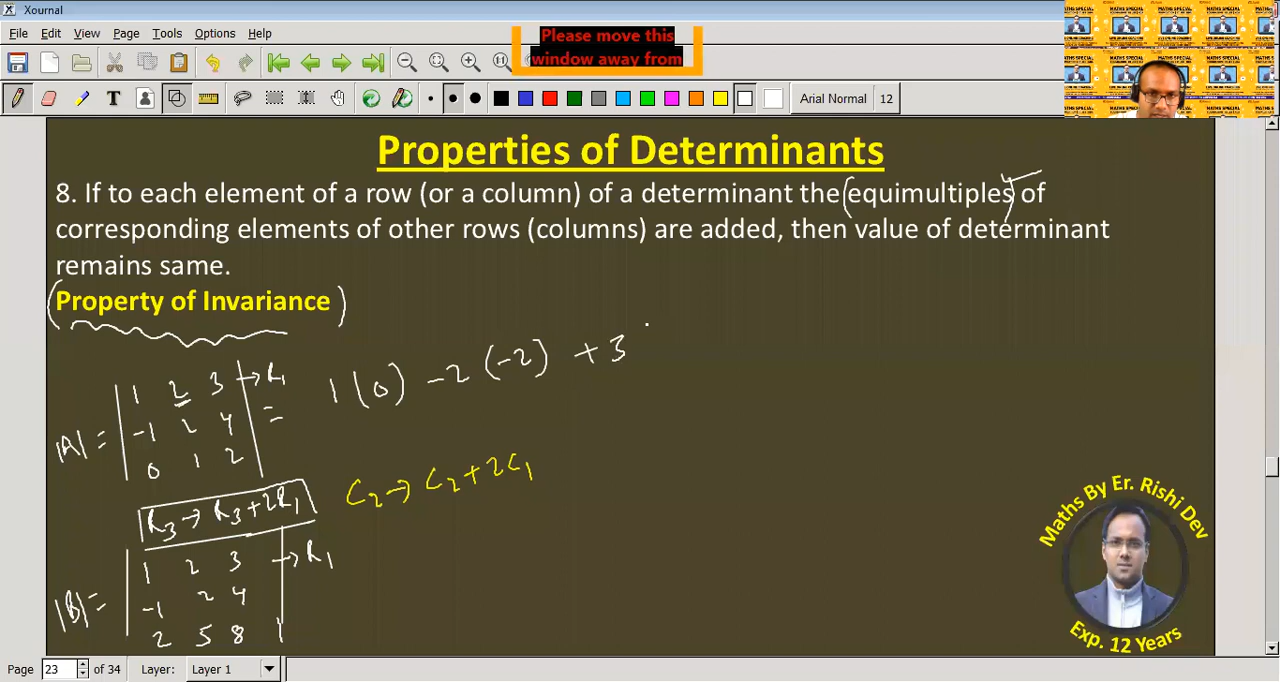 Xournal
File Edit View Page Tools Options Help
Please move this
window away from
T Arial Normal 12
Properties of Determinants
8. If to each element of a row (or a column) of a determinant the (equimultiples) of
corresponding elements of other rows (columns) are added, then value of determinant
remains same.
(Property of Invariance)
|A| = | 1 2 3 | → R₁ = 1(0) -2(-2) +3
-1 2 4
0 1 2
R₃ → R₃ + 2R₁
C₂ → C₂ + 2C₁
|B| = | 1 2 3 | → R₁
-1 2 4
2 5 8
Maths By Er. Rishi Dev
Exp. 12 Years
Page 23 of 34 Layer: Layer 1